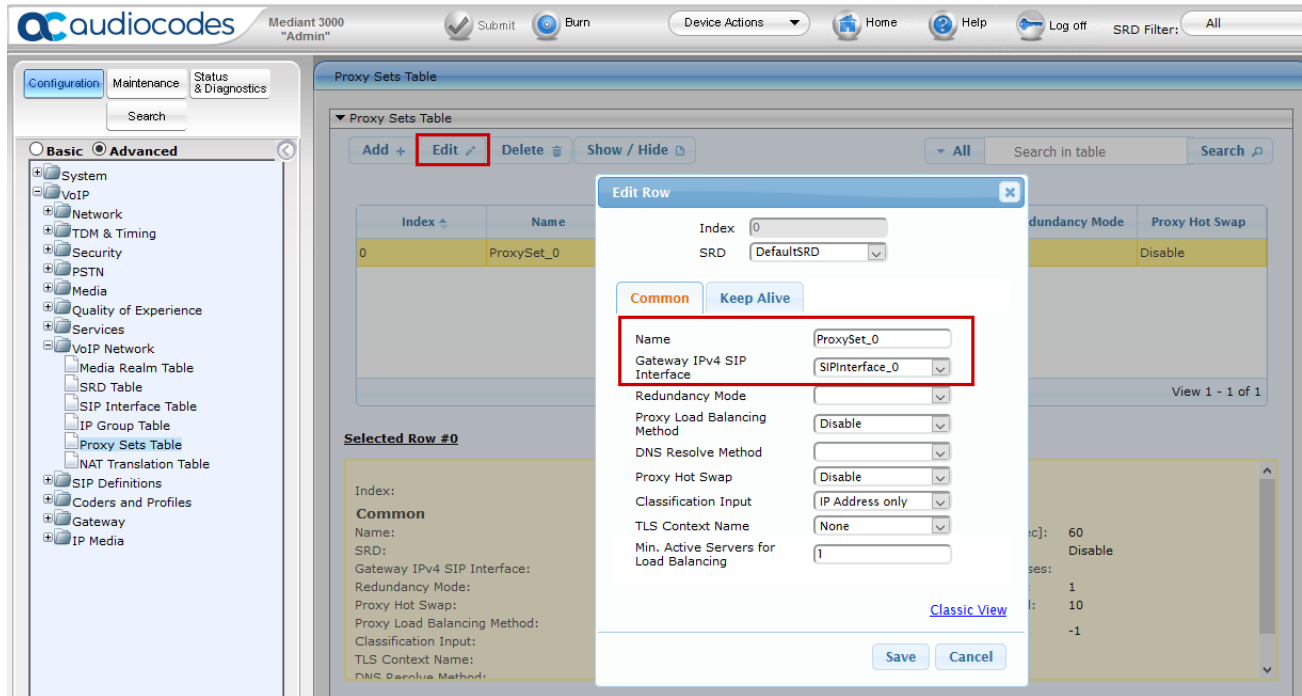 audiocodes
Mediant 3000
"Admin"
Submit
Burn
Device Actions
Home
Help
Log off
SRD Filter:
All
Configuration
Maintenance
Status
& Diagnostics
Search
Basic
Advanced
System
VoIP
Network
TDM & Timing
Security
PSTN
Media
Quality of Experience
Services
VoIP Network
Media Realm Table
SRD Table
SIP Interface Table
IP Group Table
Proxy Sets Table
NAT Translation Table
SIP Definitions
Coders and Profiles
Gateway
IP Media
Proxy Sets Table
Proxy Sets Table
Add +
Edit
Delete
Show / Hide
All
Search in table
Search
Index
Name
dundancy Mode
Proxy Hot Swap
0
ProxySet_0
Disable
View 1 - 1 of 1
Selected Row #0
Index:
Common
Name:
SRD:
Gateway IPv4 SIP Interface:
Redundancy Mode:
Proxy Hot Swap:
Proxy Load Balancing Method:
Classification Input:
TLS Context Name:
DNS Resolve Method:
ec]: 60
Disable
ses:
1
l: 10
-1
Edit Row
Index 0
SRD DefaultSRD
Common
Keep Alive
Name ProxySet_0
Gateway IPv4 SIP
Interface SIPInterface_0
Redundancy Mode
Proxy Load Balancing
Method Disable
DNS Resolve Method
Proxy Hot Swap Disable
Classification Input IP Address only
TLS Context Name None
Min. Active Servers for
Load Balancing 1
Classic View
Save
Cancel